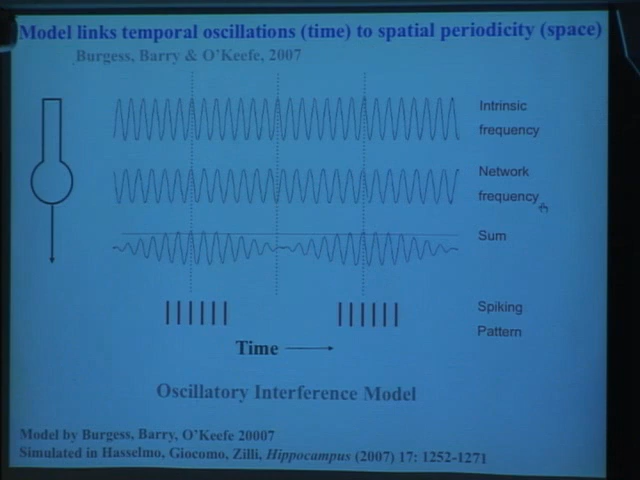 Model links temporal oscillations (time) to spatial periodicity (space)
Burgess, Barry & O'Keefe, 2007
Intrinsic
frequency
Network
frequency
Sum
Spiking
Pattern
Time
Oscillatory Interference Model
Model by Burgess, Barry, O'Keefe 20007
Simulated in Hasselmo, Giocomo, Zilli, Hippocampus (2007) 17: 1252-1271